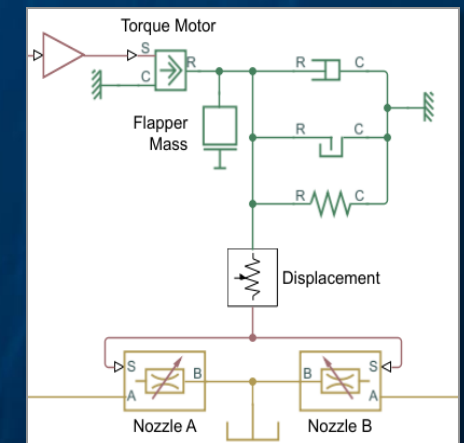 Torque Motor
S
R
C
R C
Flapper
Mass
R C
R C
Displacement
S
B
B
S
A
A
Nozzle A
Nozzle B